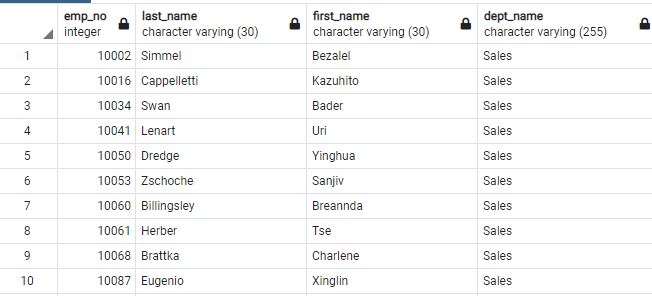 emp_no last_name first_name dept_name
integer character varying (30) character varying (30) character varying (255)
1 10002 Simmel Bezalel Sales
2 10016 Cappelletti Kazuhito Sales
3 10034 Swan Bader Sales
4 10041 Lenart Uri Sales
5 10050 Dredge Yinghua Sales
6 10053 Zschoche Sanjiv Sales
7 10060 Billingsley Breannda Sales
8 10061 Herber Tse Sales
9 10068 Brattka Charlene Sales
10 10087 Eugenio Xinglin Sales